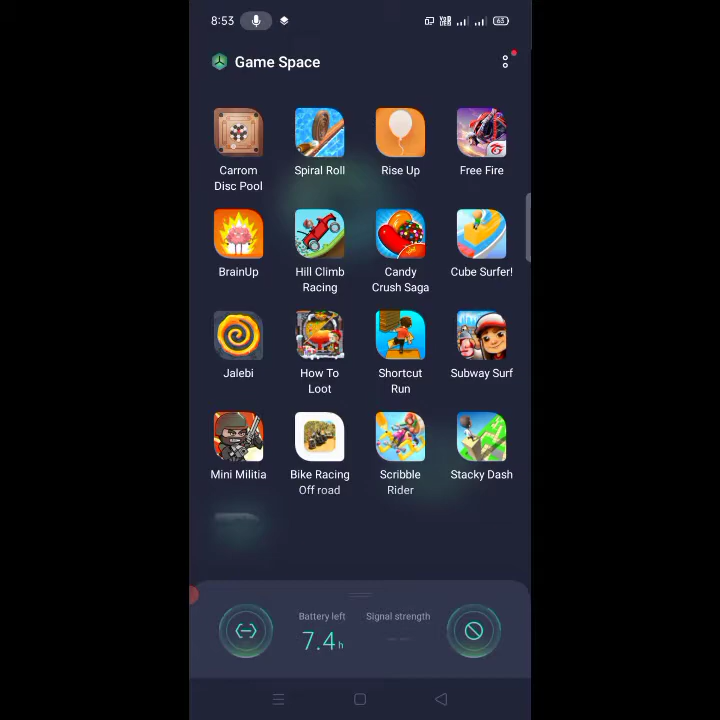 8:53
63
Game Space
Carrom
Disc Pool
Spiral Roll
Rise Up
Free Fire
BrainUp
Hill Climb
Racing
Candy
Crush Saga
Cube Surfer!
Jalebi
How To
Loot
Shortcut
Run
Subway Surf
Mini Militia
Bike Racing
Off road
Scribble
Rider
Stacky Dash
Battery left
7.4 h
Signal strength
-- --